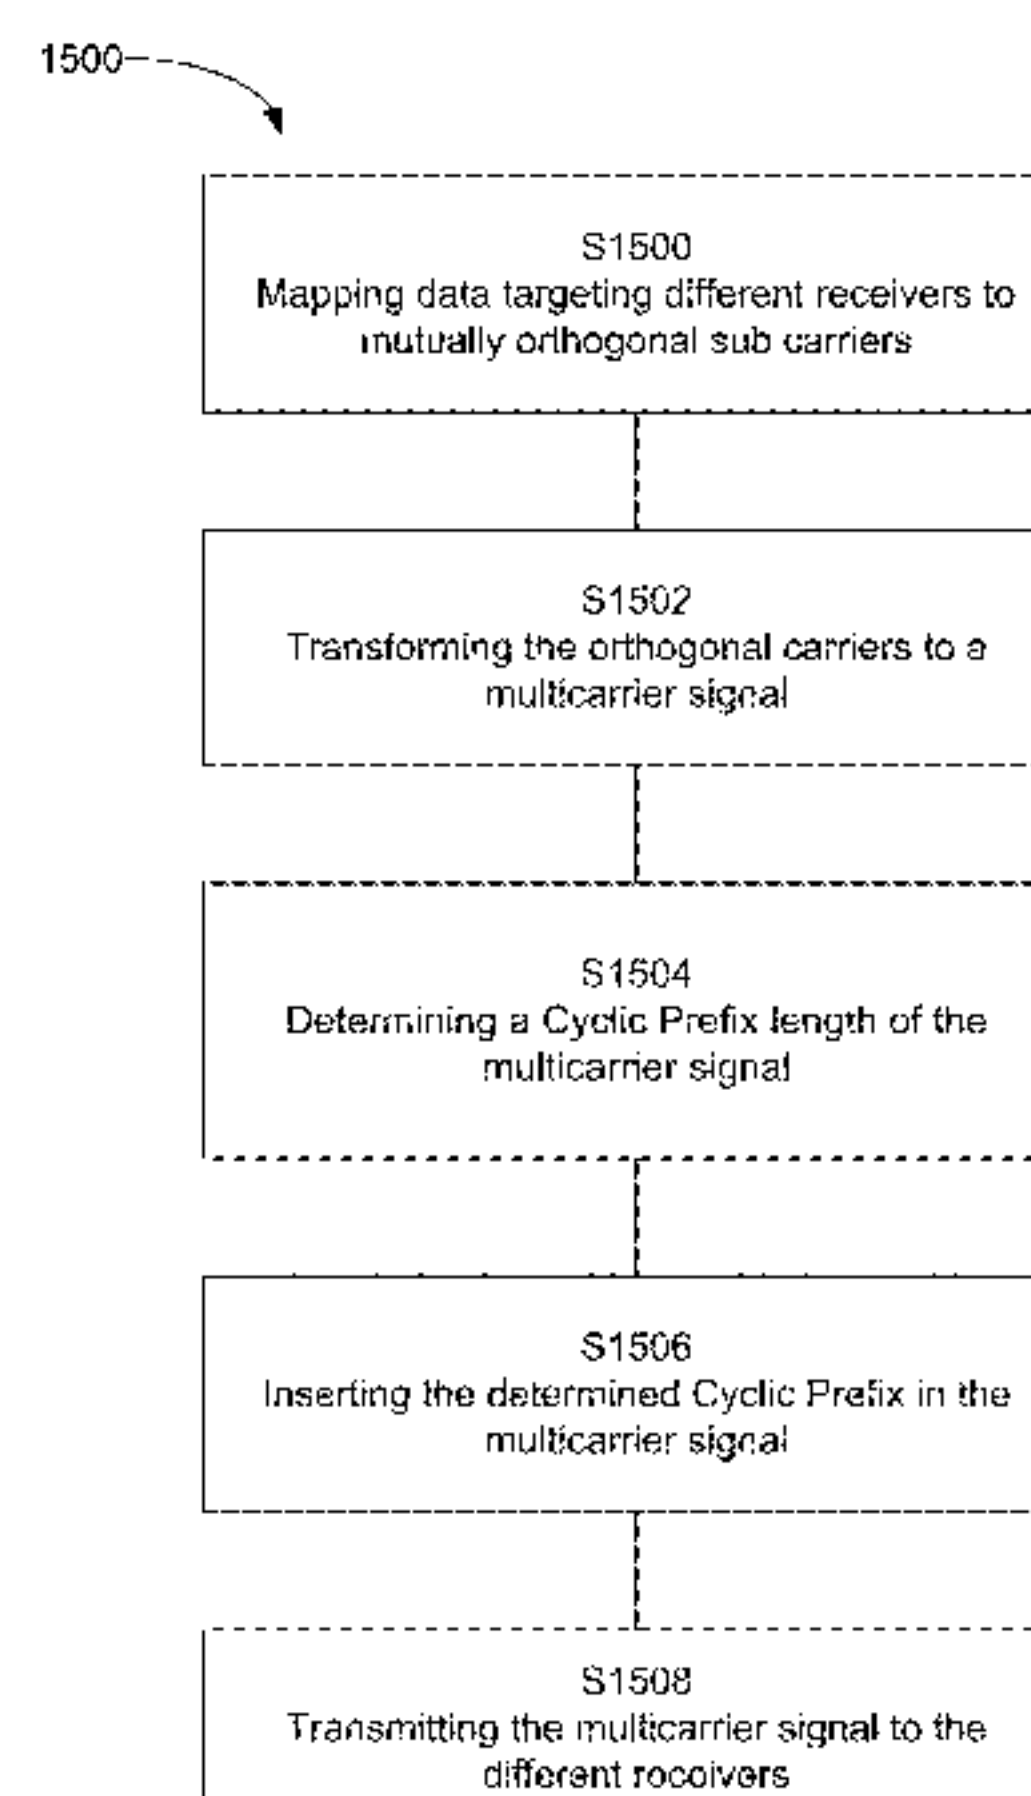 1500
S1500
Mapping data targeting different receivers to
mutually orthogonal sub carriers
S1502
Transforming the orthogonal carriers to a
multicarrier signal
S1504
Determining a Cyclic Prefix length of the
multicarrier signal
S1506
Inserting the determined Cyclic Prefix in the
multicarrier signal
S1508
Transmitting the multicarrier signal to the
different receivers